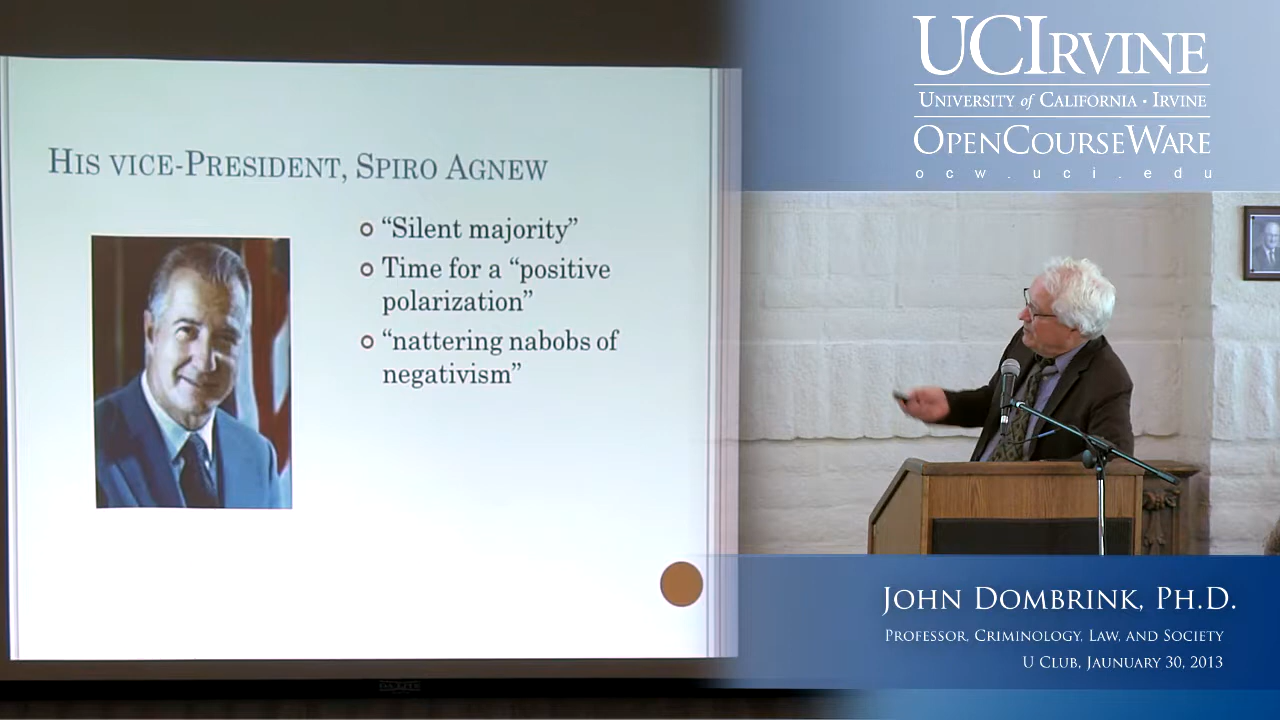 His vice-President, Spiro Agnew
"Silent majority"
Time for a "positive
polarization"
"nattering nabobs of
negativism"
UCIrvine
University of California · Irvine
OpenCourseWare
ocw.uci.edu
John Dombrink, Ph.D.
Professor, Criminology, Law, and Society
U Club, Jaunuary 30, 2013